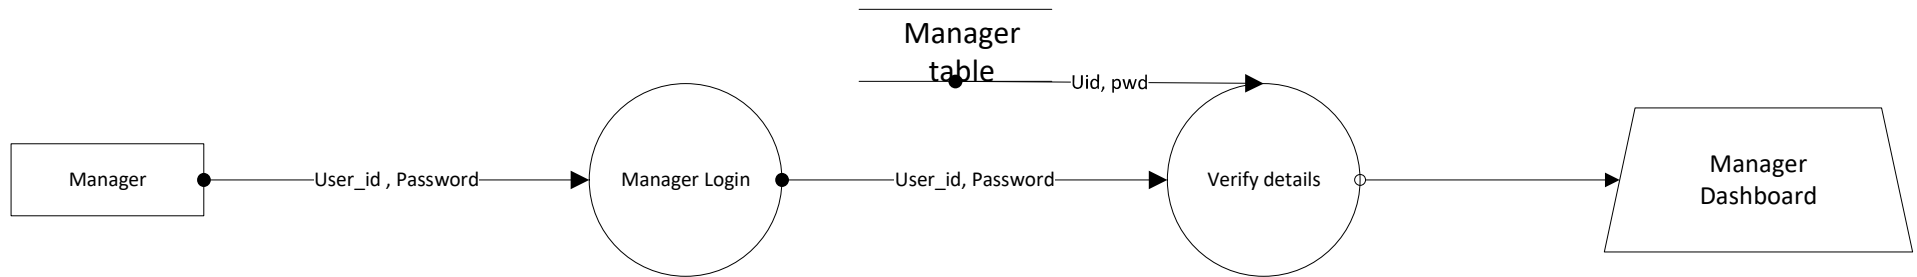 Manager
table
Uid, pwd
Manager
User_id , Password
Manager Login
User_id, Password
Verify details
Manager
Dashboard